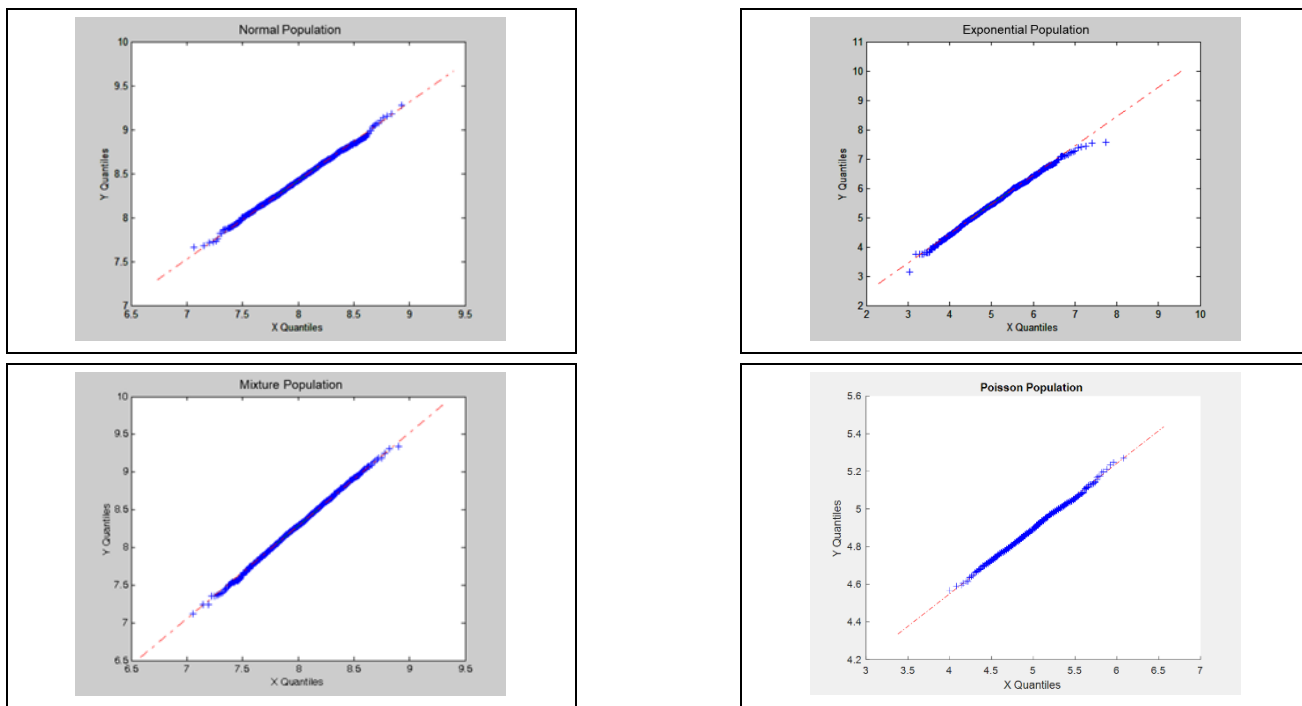 Normal Population
10
9.5
9
8.5
8
7.5
7
Y Quantiles
6.5 7 7.5 8 8.5 9 9.5
X Quantiles
Exponential Population
11
10
9
8
7
6
5
4
3
2
Y Quantiles
2 3 4 5 6 7 8 9 10
X Quantiles
Mixture Population
10
9.5
9
8.5
8
7.5
7
6.5
Y Quantiles
6.5 7 7.5 8 8.5 9 9.5
X Quantiles
Poisson Population
5.6
5.4
5.2
5
4.8
4.6
4.4
4.2
Y Quantiles
3 3.5 4 4.5 5 5.5 6 6.5 7
X Quantiles